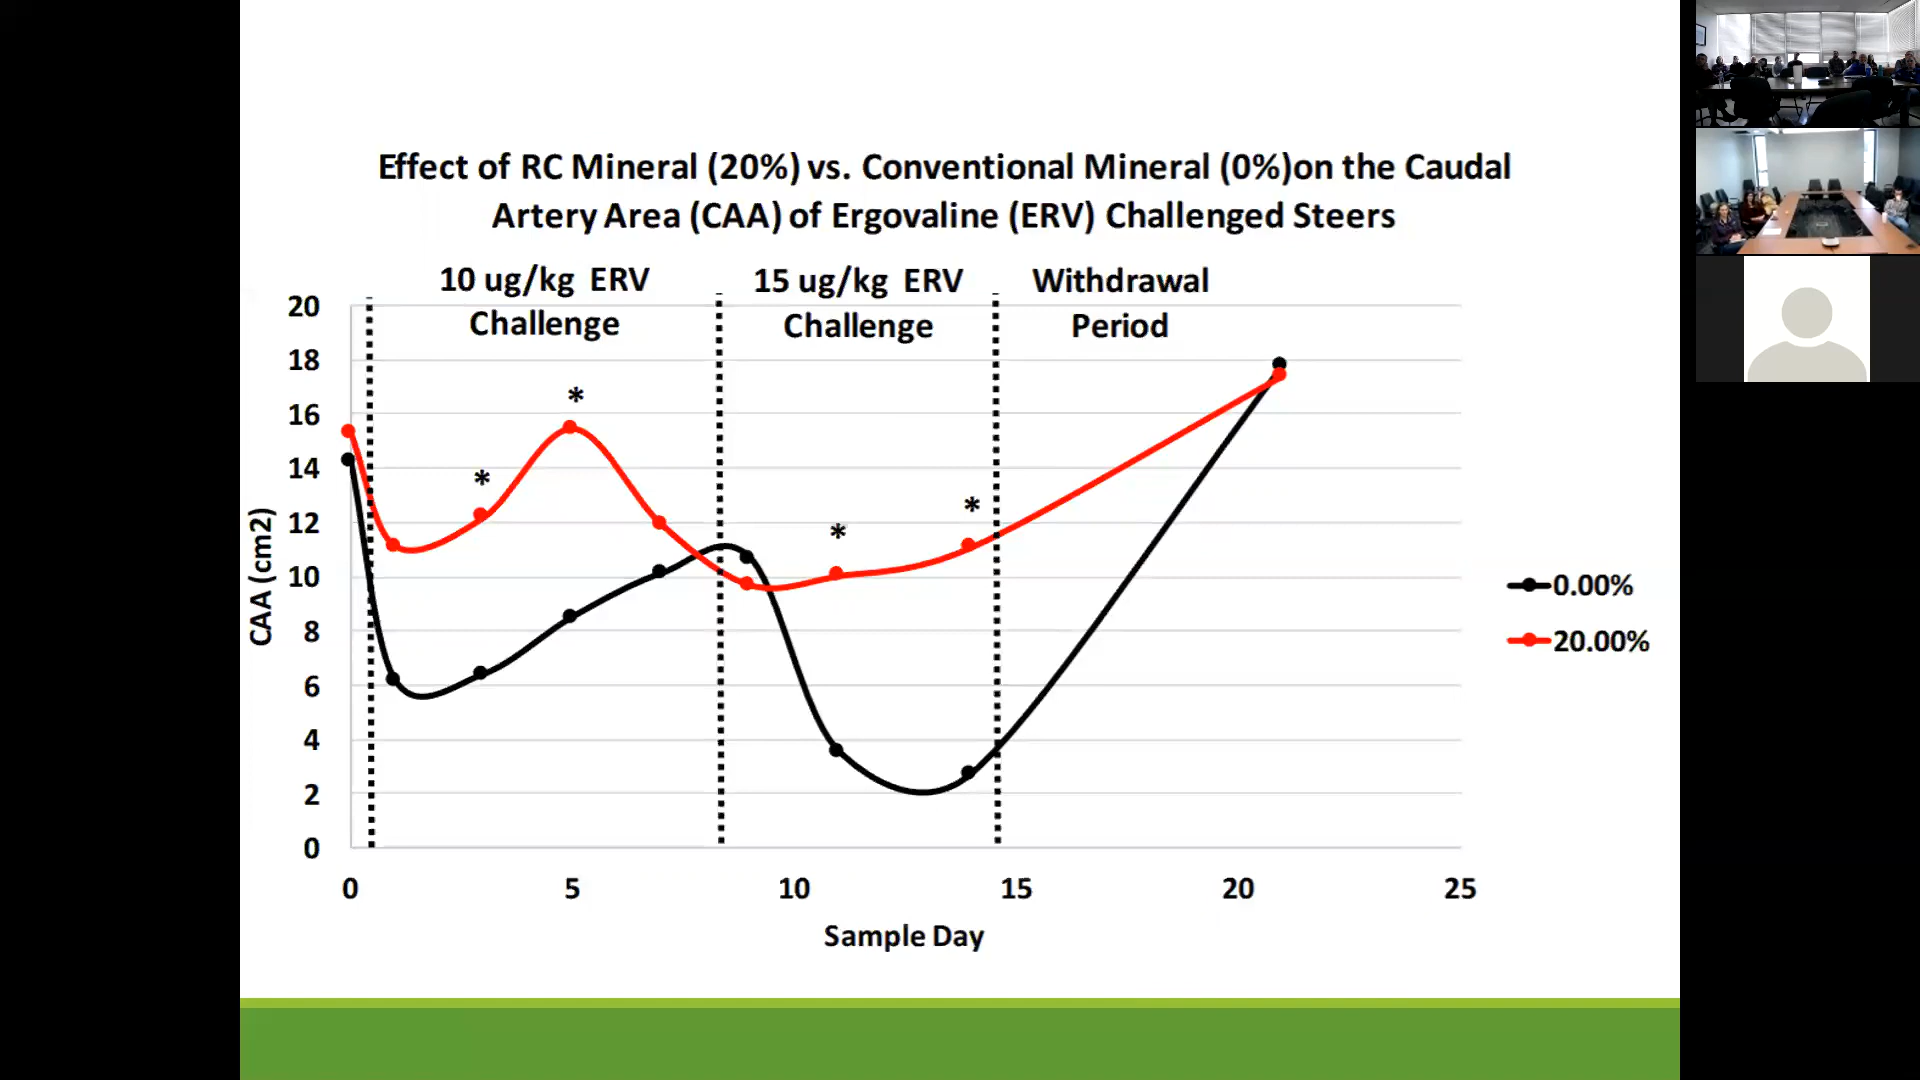 Effect of RC Mineral (20%) vs. Conventional Mineral (0%)on the Caudal
Artery Area (CAA) of Ergovaline (ERV) Challenged Steers
10 ug/kg ERV
Challenge
15 ug/kg ERV
Challenge
Withdrawal
Period
20
18
16
14
12
10
8
6
4
2
0
CAA (cm2)
*
*
*
*
0.00%
20.00%
0
5
10
15
20
25
Sample Day